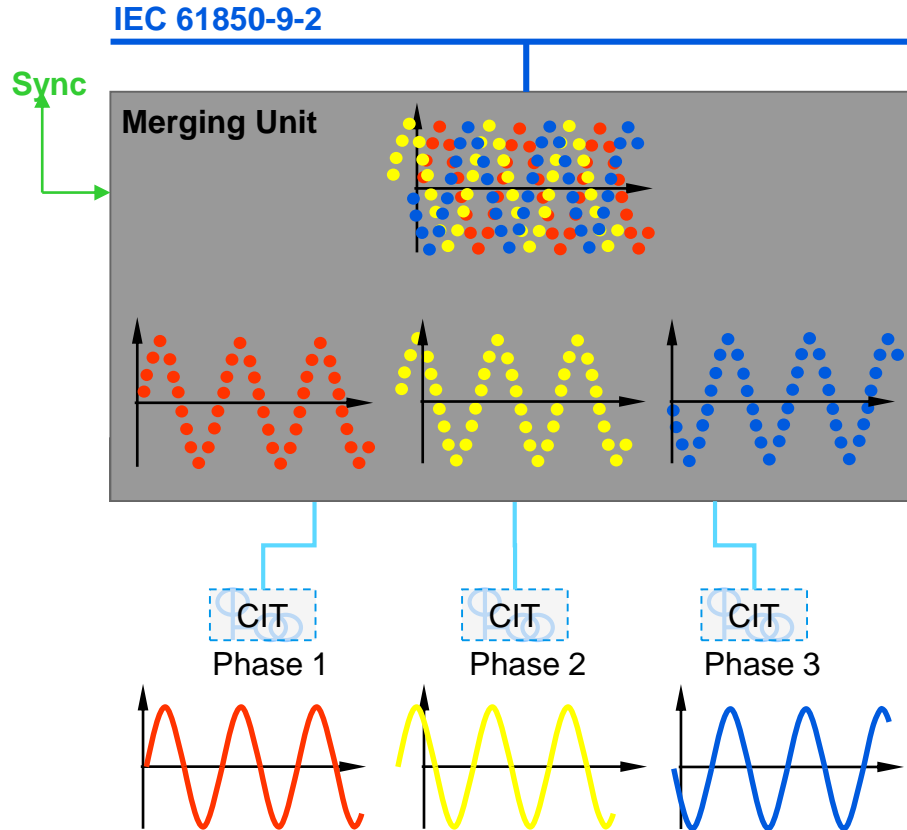 IEC 61850-9-2
Sync
Merging Unit
CIT
CIT
CIT
Phase 1
Phase 2
Phase 3